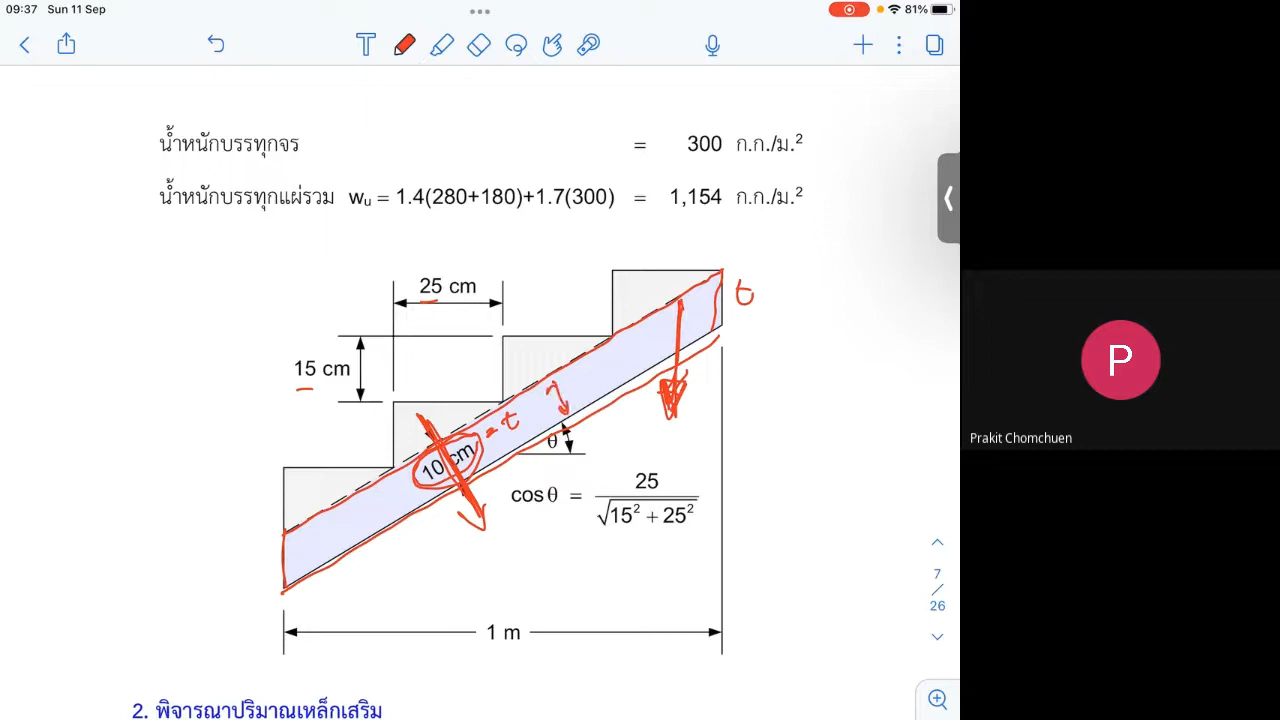 09:37 Sun 11 Sep
81%
น้ำหนักบรรทุกจร = 300 ก.ก./ม.²
น้ำหนักบรรทุกแผ่รวม wᵤ = 1.4(280+180)+1.7(300) = 1,154 ก.ก./ม.²
25 cm
t
15 cm
10 cm = t
θ
cos θ = 25 / √(15² + 25²)
1 m
7
/
26
2. พิจารณาปริมาณเหล็กเสริม
P
Prakit Chomchuen